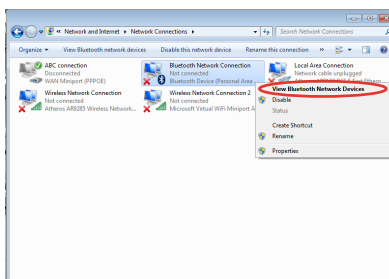 « Network and Internet ▸ Network Connections ▸
Search Network Connections
Organize ▾ View Bluetooth network devices Disable this network device Rename this connection »
ABC connection
Disconnected
WAN Miniport (PPPOE)
Bluetooth Network Connection
Not connected
Bluetooth Device (Personal Area...
Local Area Connection
Network cable unplugged
Wireless Network Connection
Not connected
Atheros AR9285 Wireless Network...
Wireless Network Connection 2
Not connected
Microsoft Virtual WiFi Miniport A
View Bluetooth Network Devices
Disable
Status
Create Shortcut
Rename
Properties